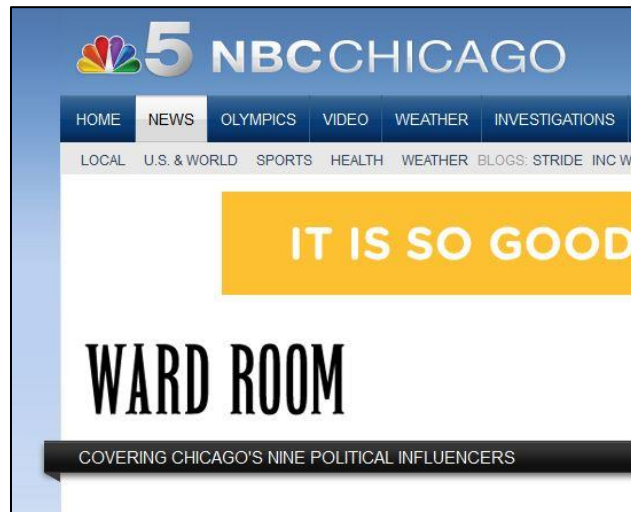 5 NBCCHICAGO
HOME NEWS OLYMPICS VIDEO WEATHER INVESTIGATIONS
LOCAL U.S. & WORLD SPORTS HEALTH WEATHER BLOGS: STRIDE INC W
IT IS SO GOOD
WARD ROOM
COVERING CHICAGO'S NINE POLITICAL INFLUENCERS